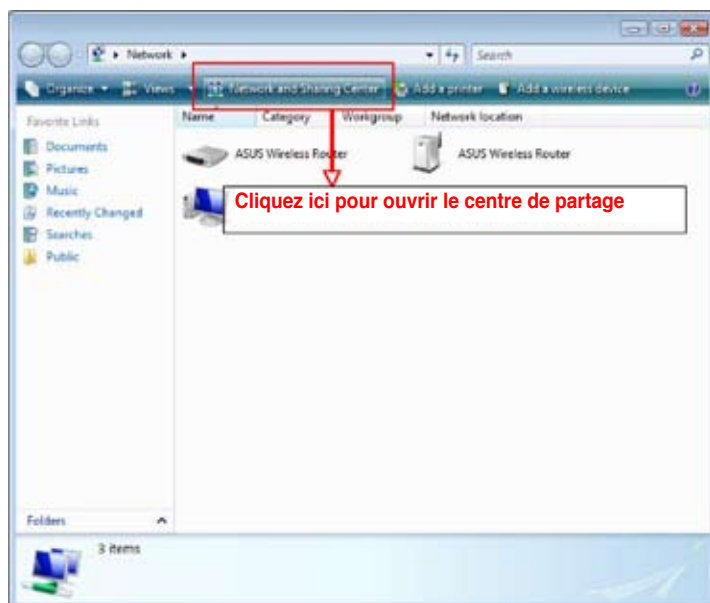 Network
Search
Organize Views Network and Sharing Center Add a printer Add a wireless device
Favorite Links
Documents
Pictures
Music
Recently Changed
Searches
Public
Folders
Name Category Workgroup Network location
ASUS Wireless Router
ASUS Wireless Router
Cliquez ici pour ouvrir le centre de partage
3 items